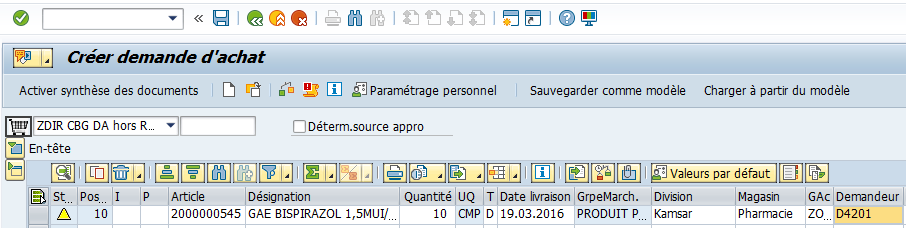 Créer demande d'achat
Activer synthèse des documents Paramétrage personnel Sauvegarder comme modèle Charger à partir du modèle
ZDIR CBG DA hors R... Déterm.source appro
En-tête
Valeurs par défaut
St... Pos... I P Article Désignation Quantité UQ T Date livraison GrpeMarch. Division Magasin GAc Demandeur
10 2000000545 GAE BISPIRAZOL 1,5MUI/... 10 CMP D 19.03.2016 PRODUIT P... Kamsar Pharmacie ZO... D4201